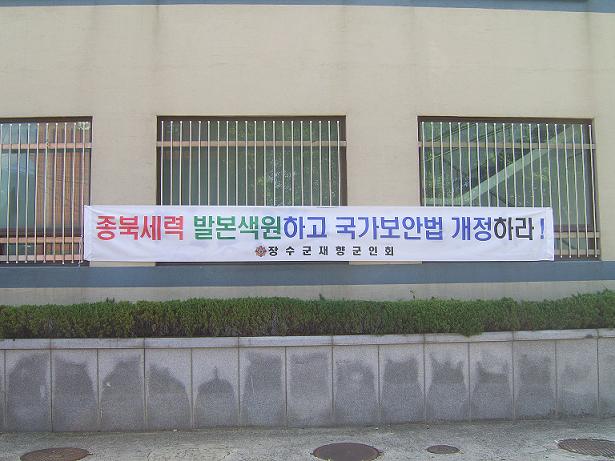 종북세력 발본색원하고 국가보안법 개정하라!
장수군재향군인회